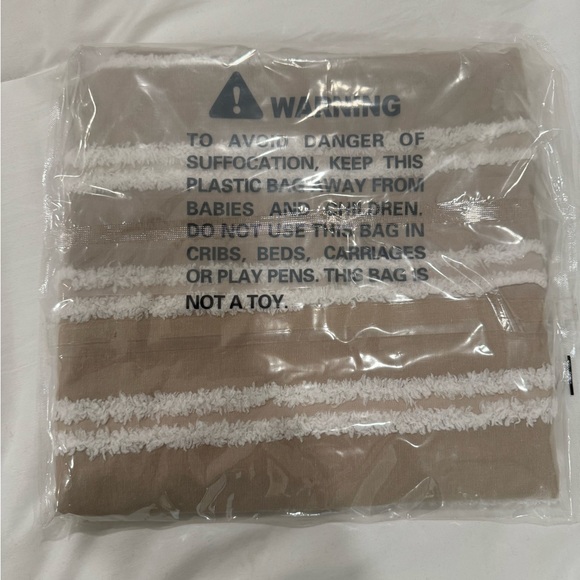 WARNING
TO AVOID DANGER OF
SUFFOCATION, KEEP THIS
PLASTIC BAG AWAY FROM
BABIES AND CHILDREN.
DO NOT USE THIS BAG IN
CRIBS, BEDS, CARRIAGES
OR PLAY PENS. THIS BAG IS
NOT A TOY.